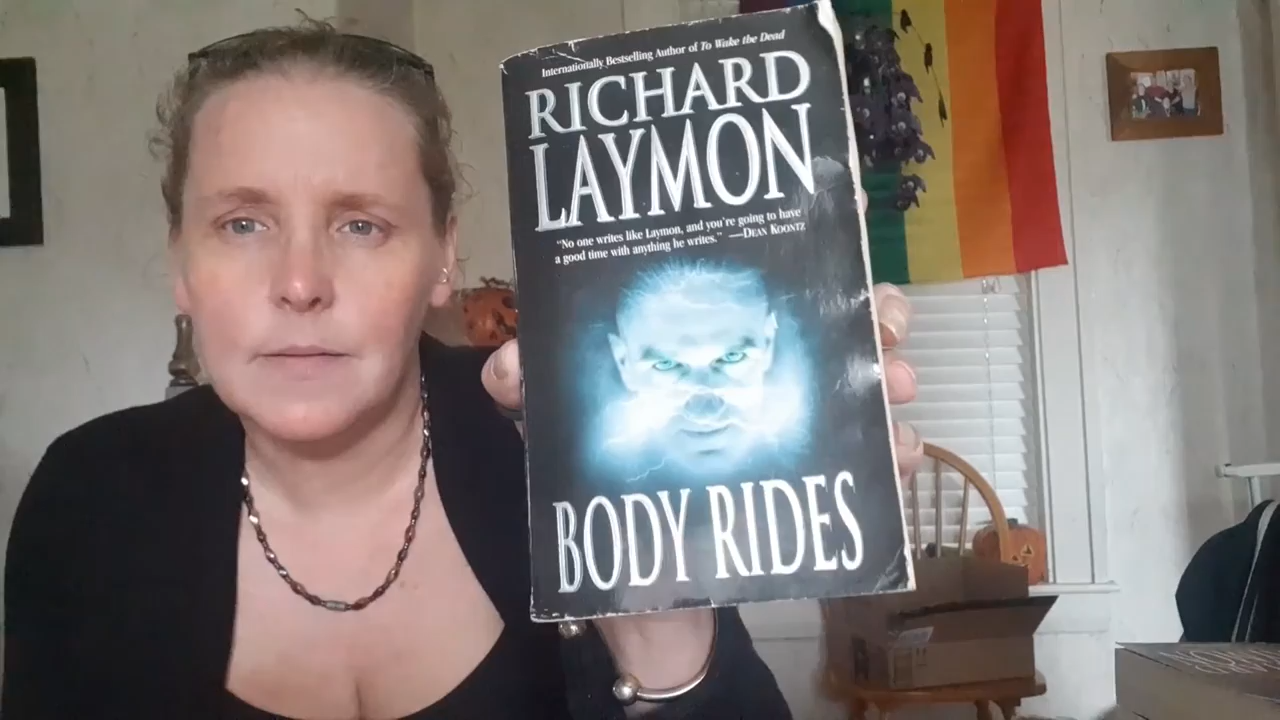 Internationally Bestselling Author of To Wake the Dead
RICHARD
LAYMON
"No one writes like Laymon, and you're going to have
a good time with anything he writes." —DEAN KOONTZ
BODY RIDES